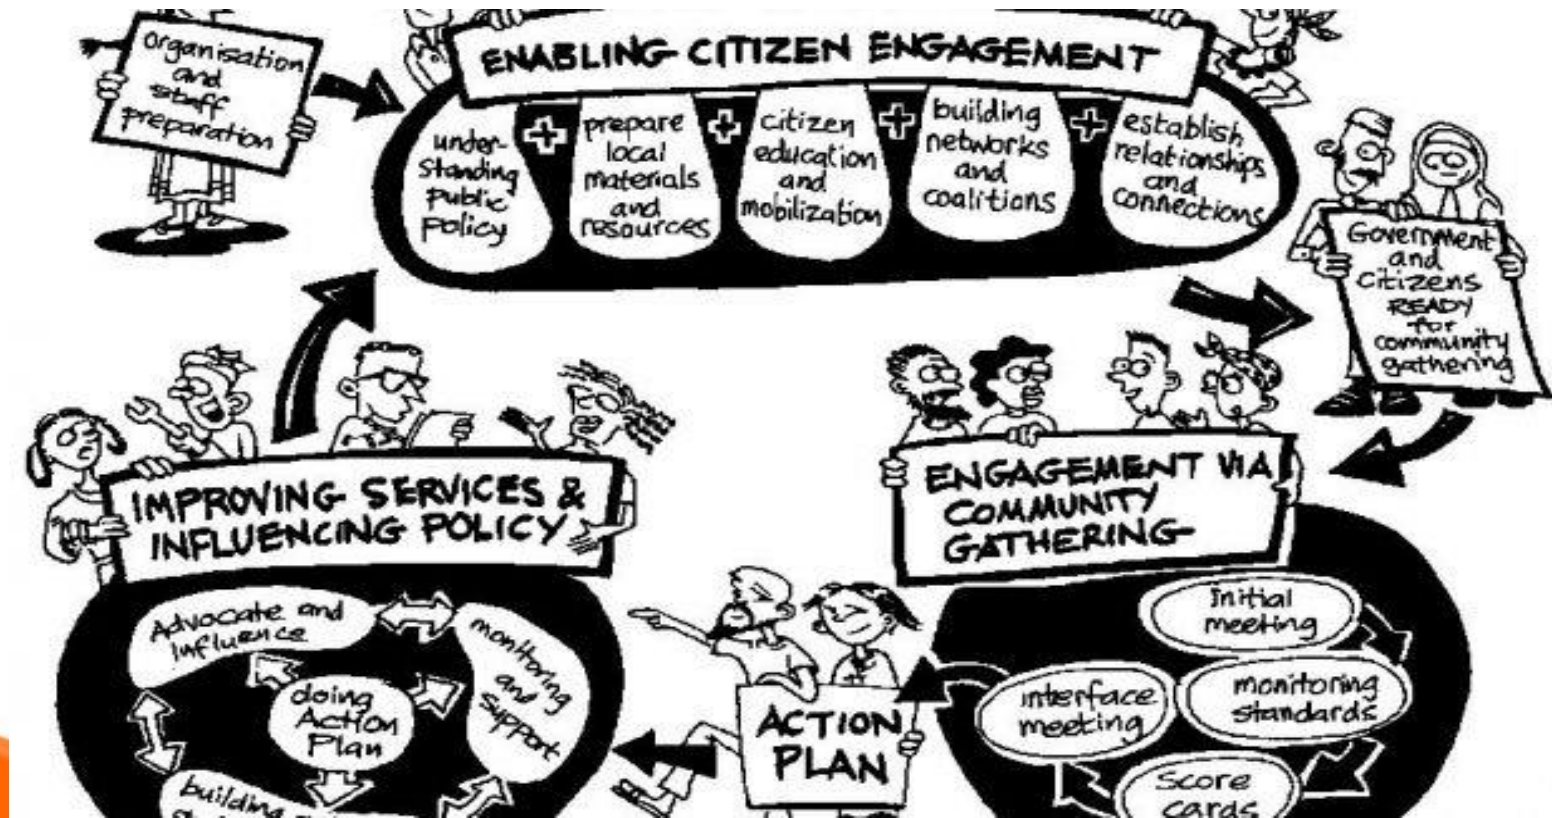 Organisation
and
staff
preparation
ENABLING CITIZEN ENGAGEMENT
under-
standing
public
policy
+
prepare
local
materials
and
resources
+
citizen
education
and
mobilization
+
building
networks
and
coalitions
+
establish
relationships
and
connections
Government
and
citizens
READY
for
community
gathering
ENGAGEMENT VIA
COMMUNITY
GATHERING
Initial
meeting
monitoring
standards
Score
cards
interface
meeting
ACTION
PLAN
IMPROVING SERVICES &
INFLUENCING POLICY
Advocate and
influence
monitoring
and
support
doing
Action
Plan
building